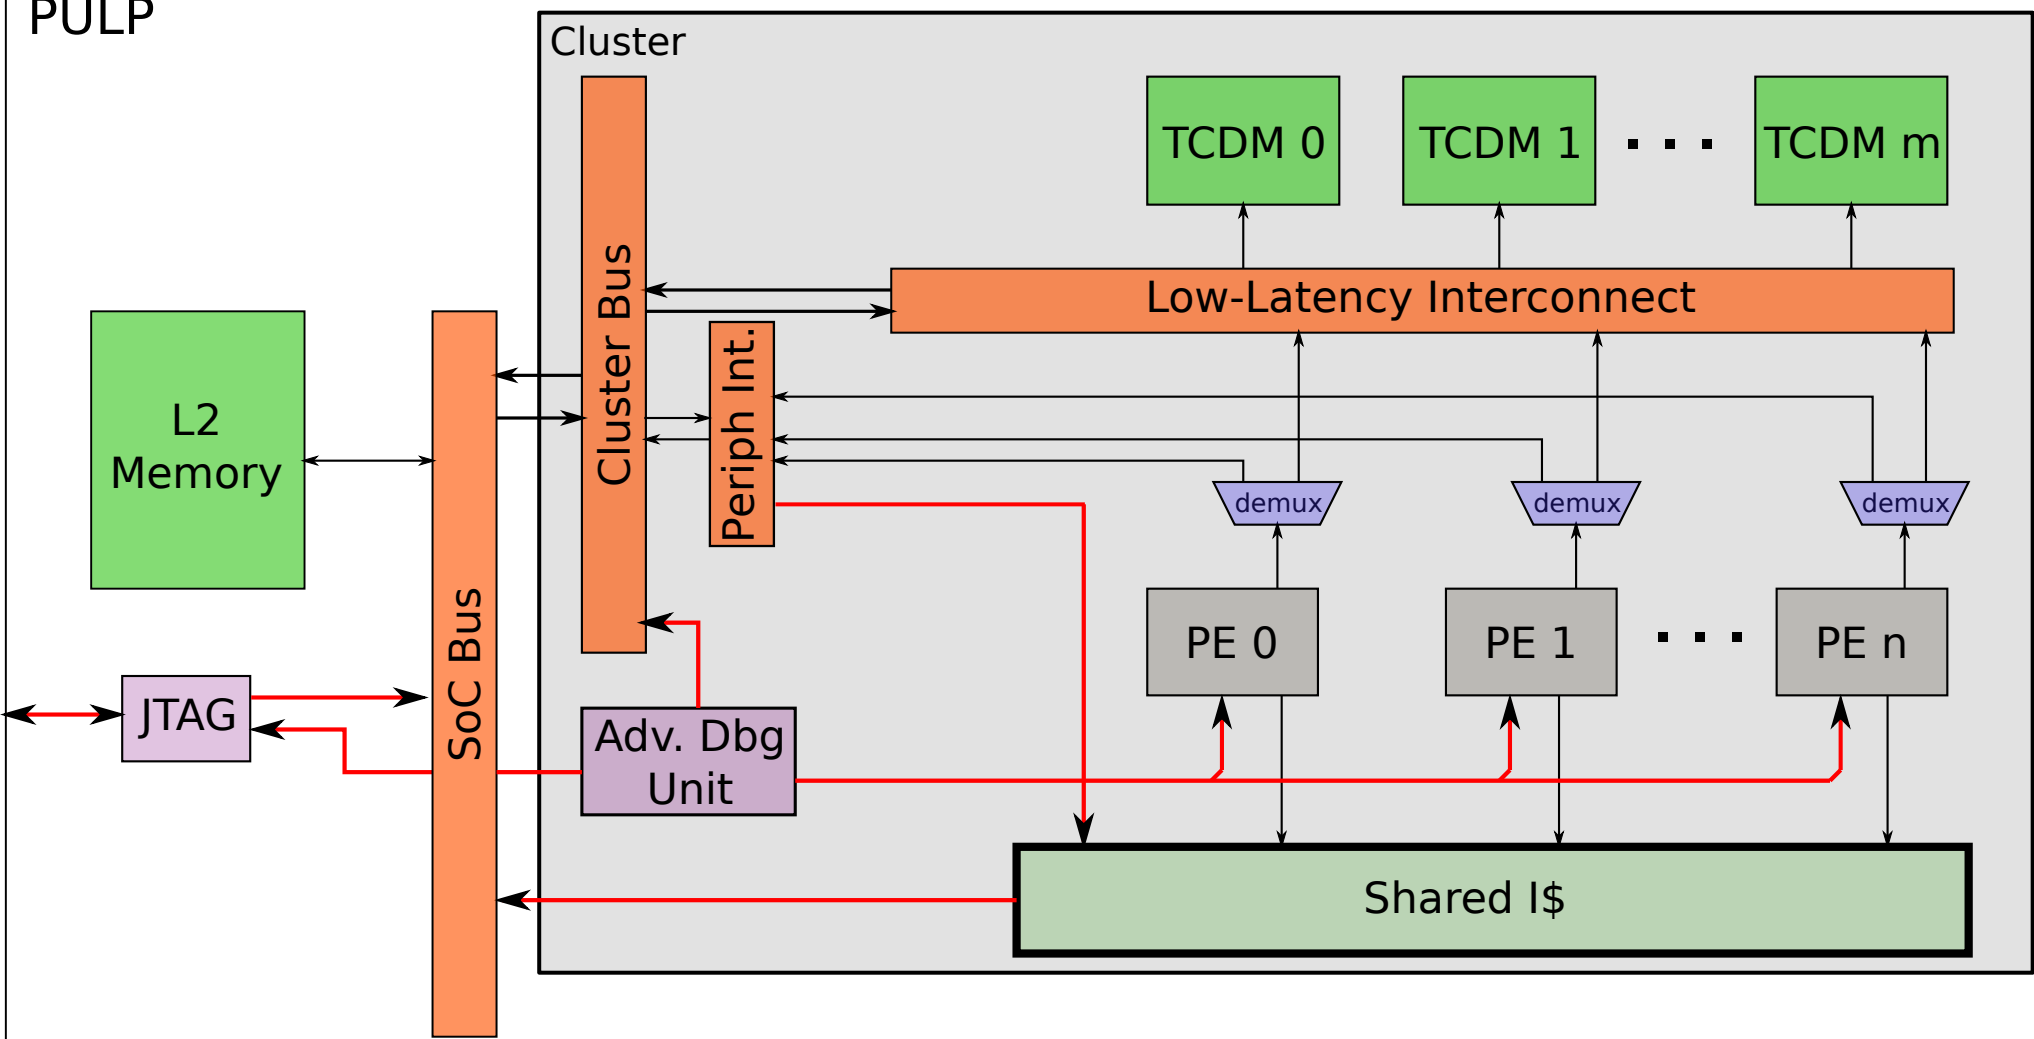 PULP
Cluster
TCDM 0
TCDM 1
TCDM m
Low-Latency Interconnect
Cluster Bus
Periph Int.
L2
Memory
SoC Bus
demux
demux
demux
PE 0
PE 1
PE n
JTAG
Adv. Dbg
Unit
Shared I$